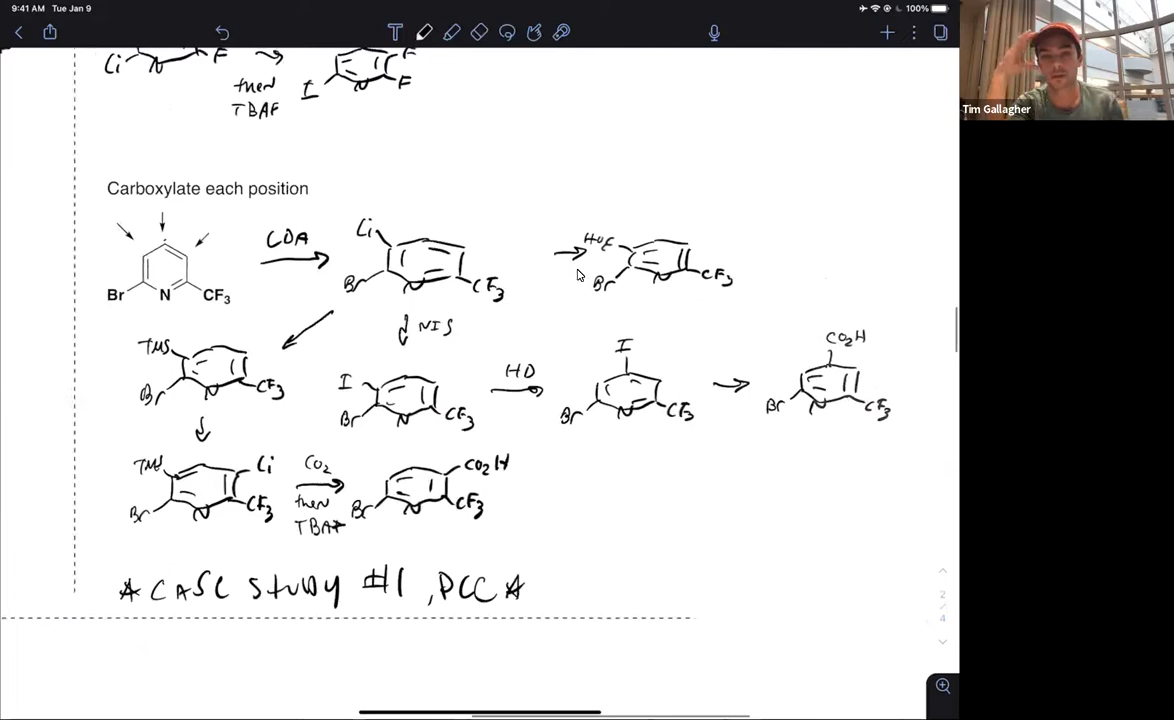 9:41 AM Tue Jan 9
100%
Tim Gallagher
Li N F
F
I N F
then
TBAF
Carboxylate each position
Br N CF3
LDA
Li
Br N CF3
Br N CF3
NIS
TMS
Br N CF3
I
Br N CF3
HD
I
Br N CF3
CO2H
Br N CF3
TMS Li
Br N CF3
CO2
then
CO2H
Br N CF3
CASE study #1, PCC
2
/
4